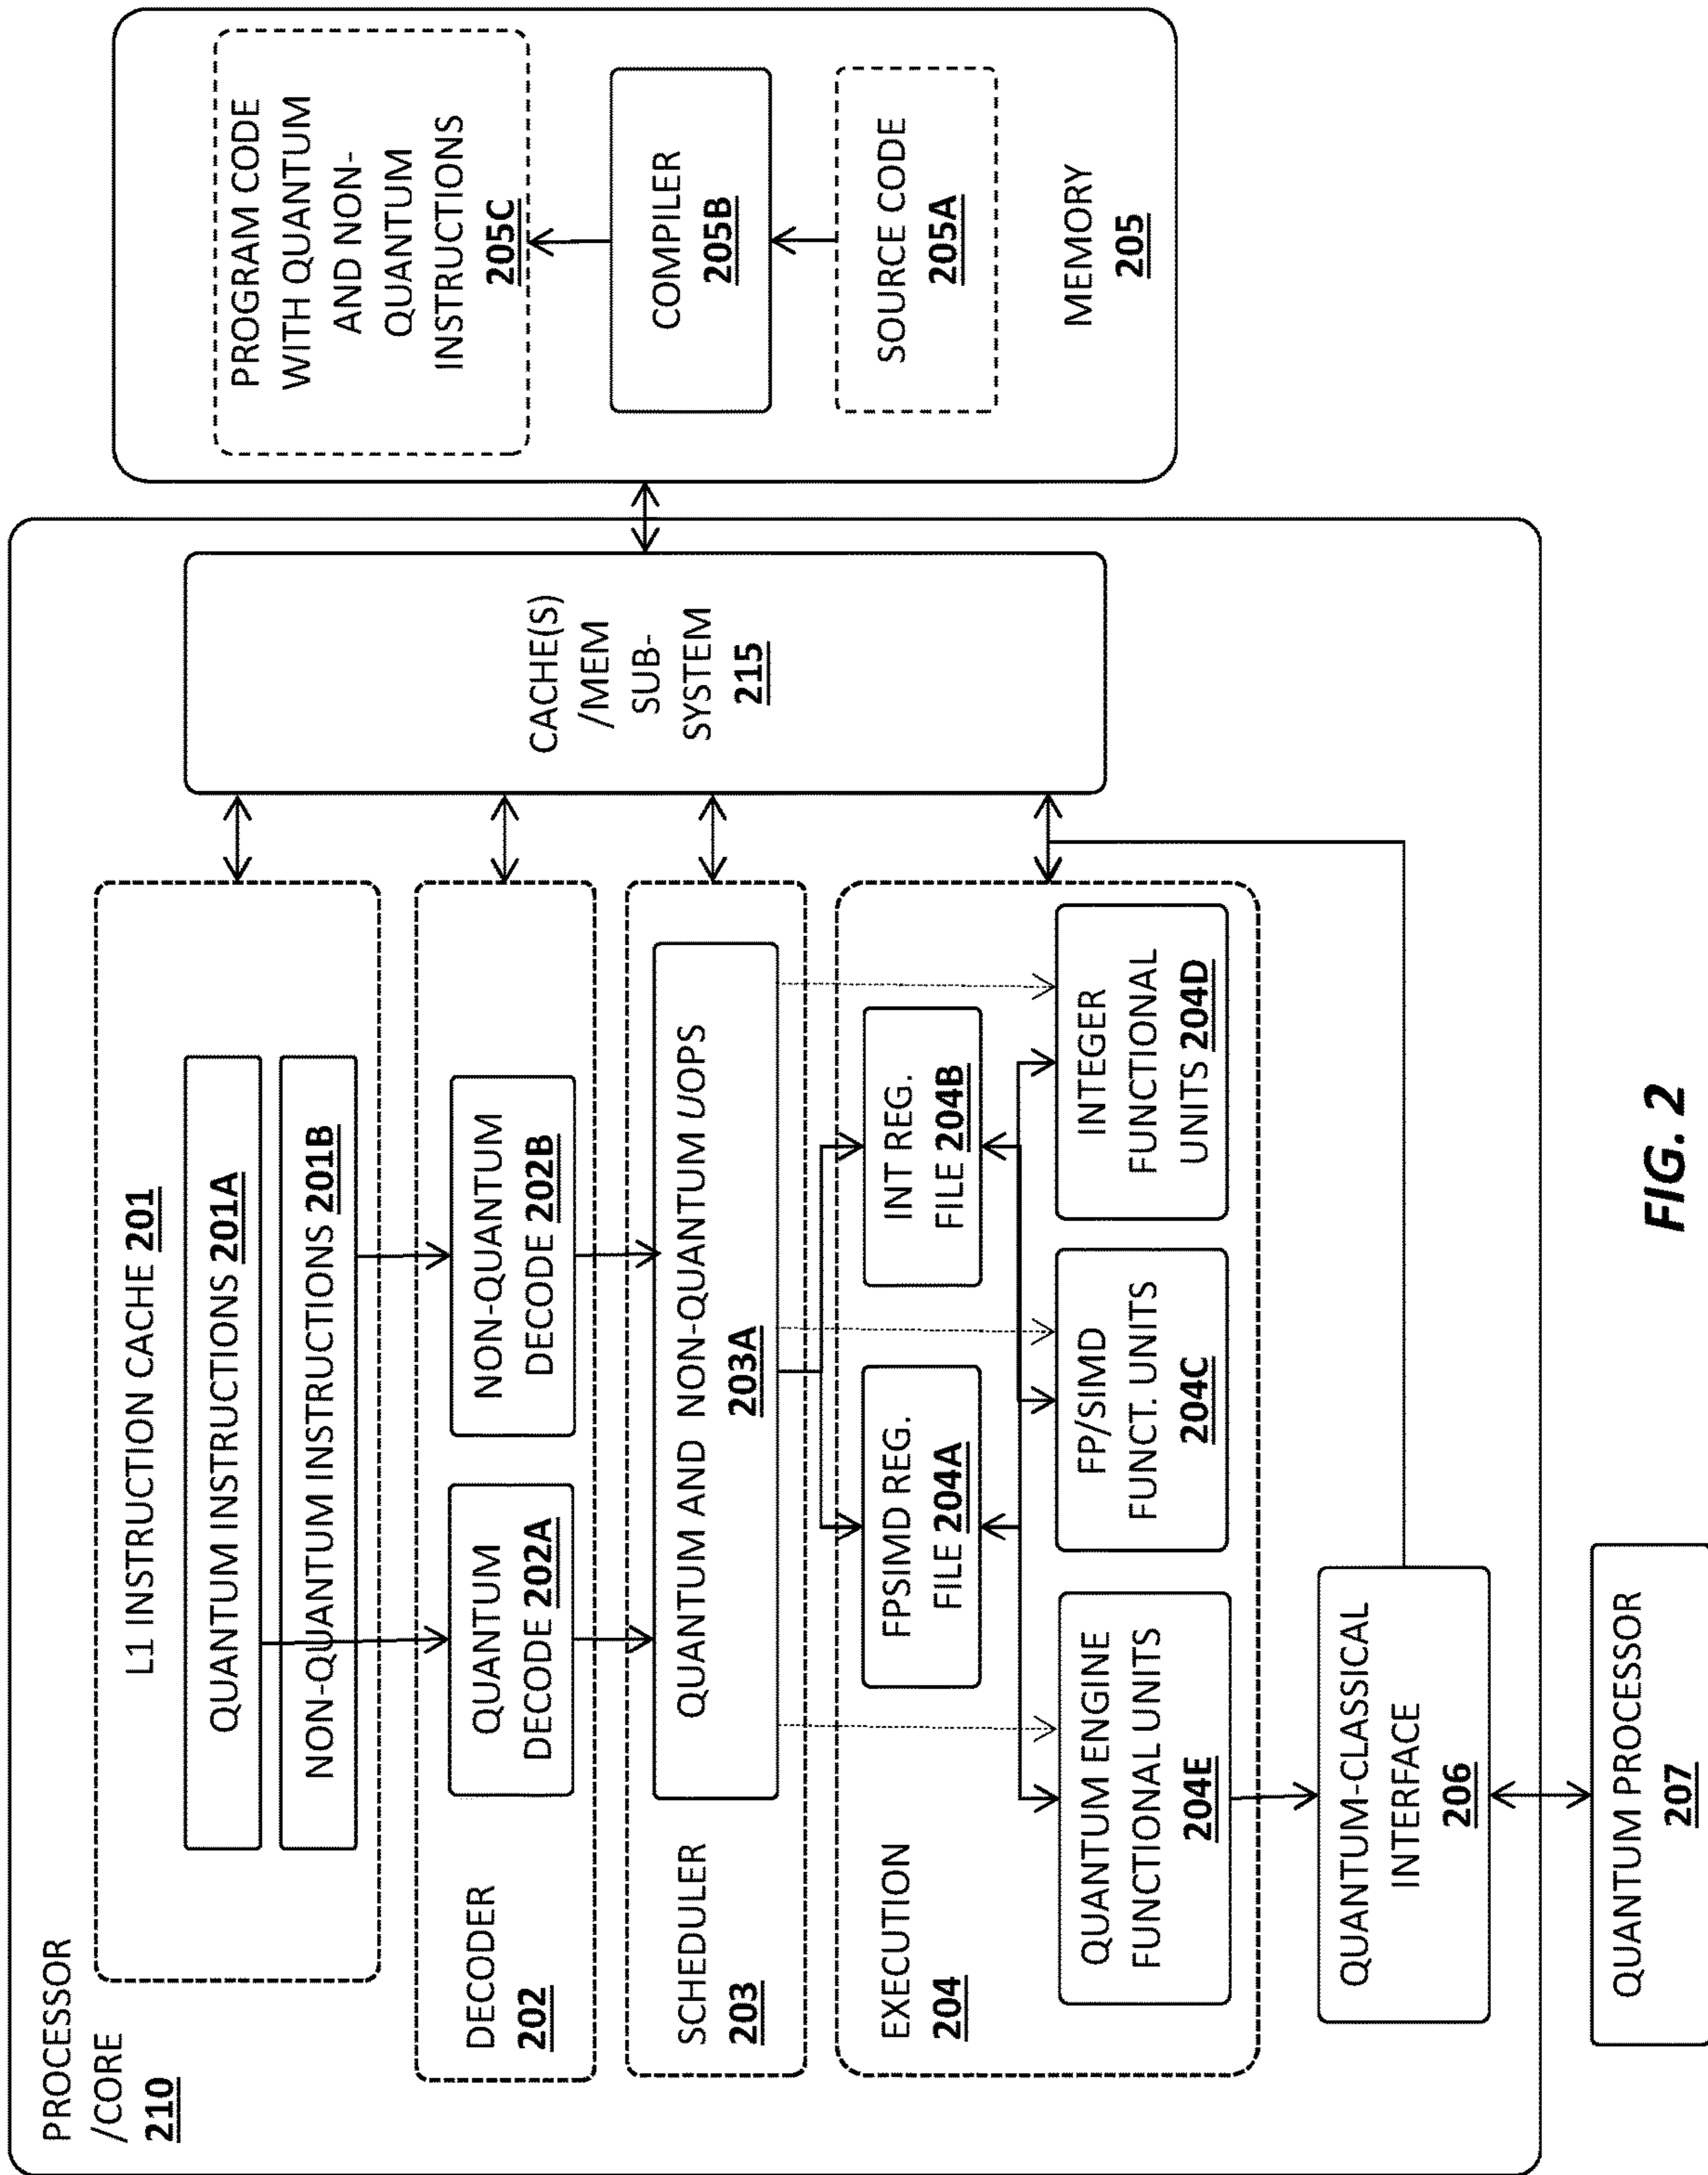 PROCESSOR
/CORE
210
L1 INSTRUCTION CACHE 201
QUANTUM INSTRUCTIONS 201A
NON-QUANTUM INSTRUCTIONS 201B
DECODER
202
QUANTUM
DECODE 202A
NON-QUANTUM
DECODE 202B
SCHEDULER
203
QUANTUM AND NON-QUANTUM UOPS
203A
EXECUTION
204
FPSIMD REG.
FILE 204A
INT REG.
FILE 204B
QUANTUM ENGINE
FUNCTIONAL UNITS
204E
FP/SIMD
FUNCT. UNITS
204C
INTEGER
FUNCTIONAL
UNITS 204D
QUANTUM-CLASSICAL
INTERFACE
206
QUANTUM PROCESSOR
207
CACHE(S)
/MEM
SUB-
SYSTEM
215
PROGRAM CODE
WITH QUANTUM
AND NON-
QUANTUM
INSTRUCTIONS
205C
COMPILER
205B
SOURCE CODE
205A
MEMORY
205
FIG. 2